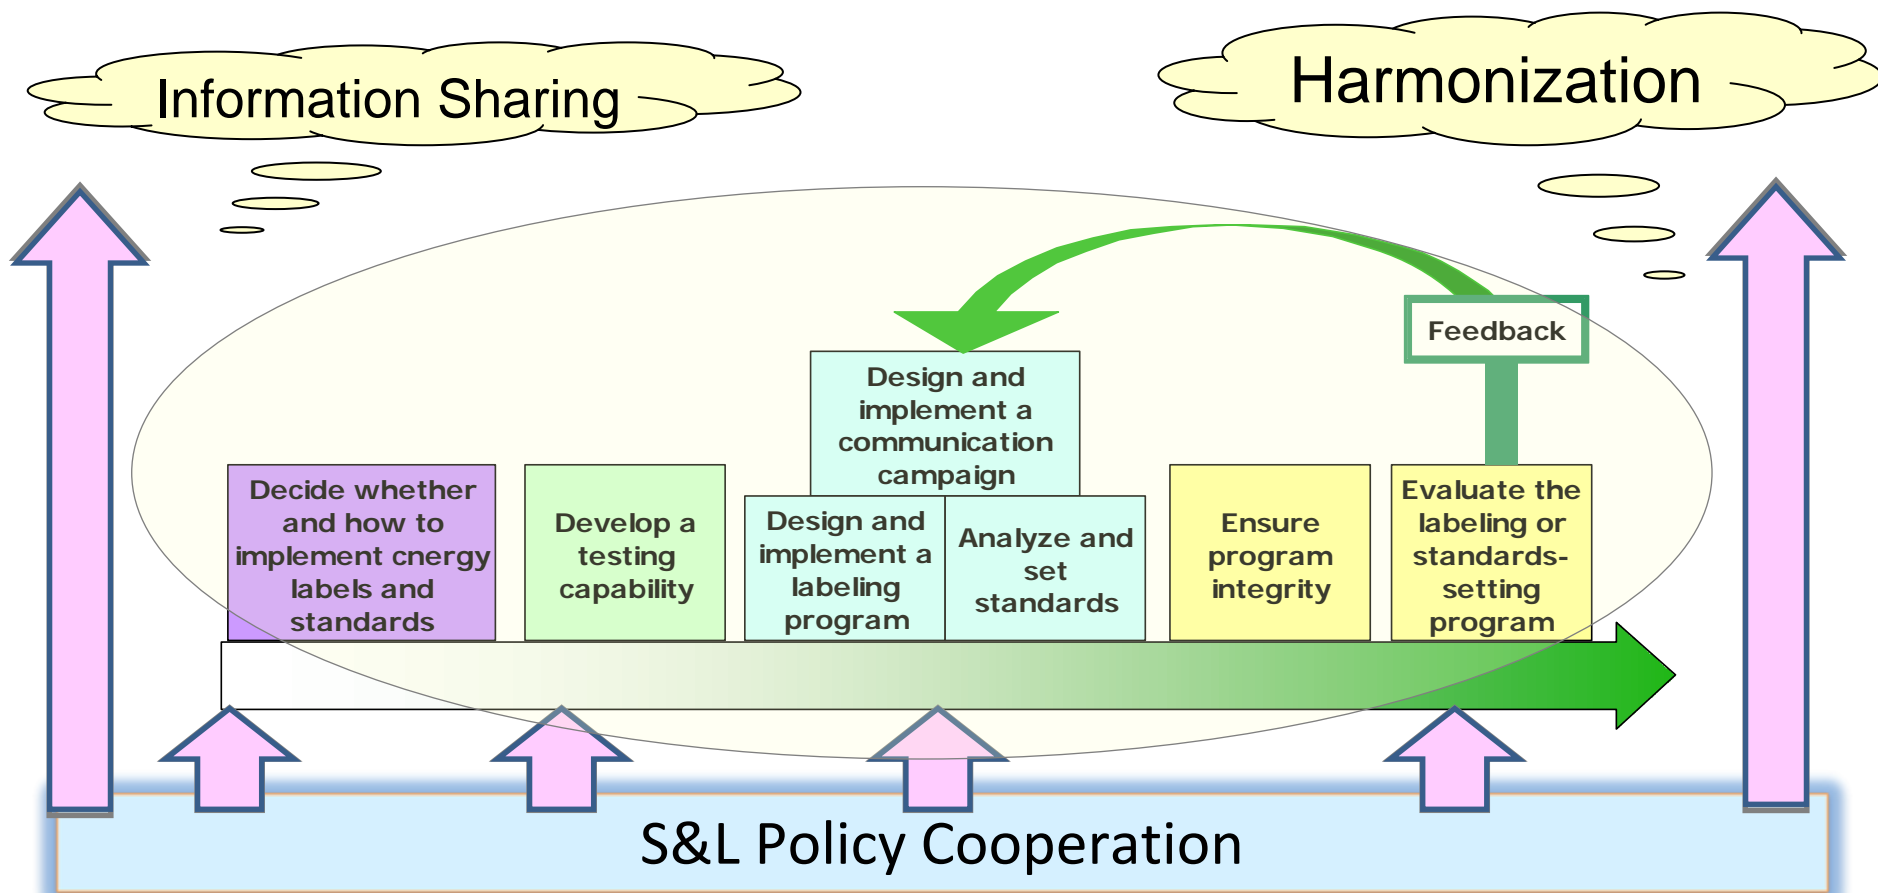 Information Sharing
Harmonization
Feedback
Design and
implement a
communication
campaign
Decide whether
and how to
implement cnergy
labels and
standards
Develop a
testing
capability
Design and
implement a
labeling
program
Analyze and
set
standards
Ensure
program
integrity
Evaluate the
labeling or
standards-
setting
program
S&L Policy Cooperation